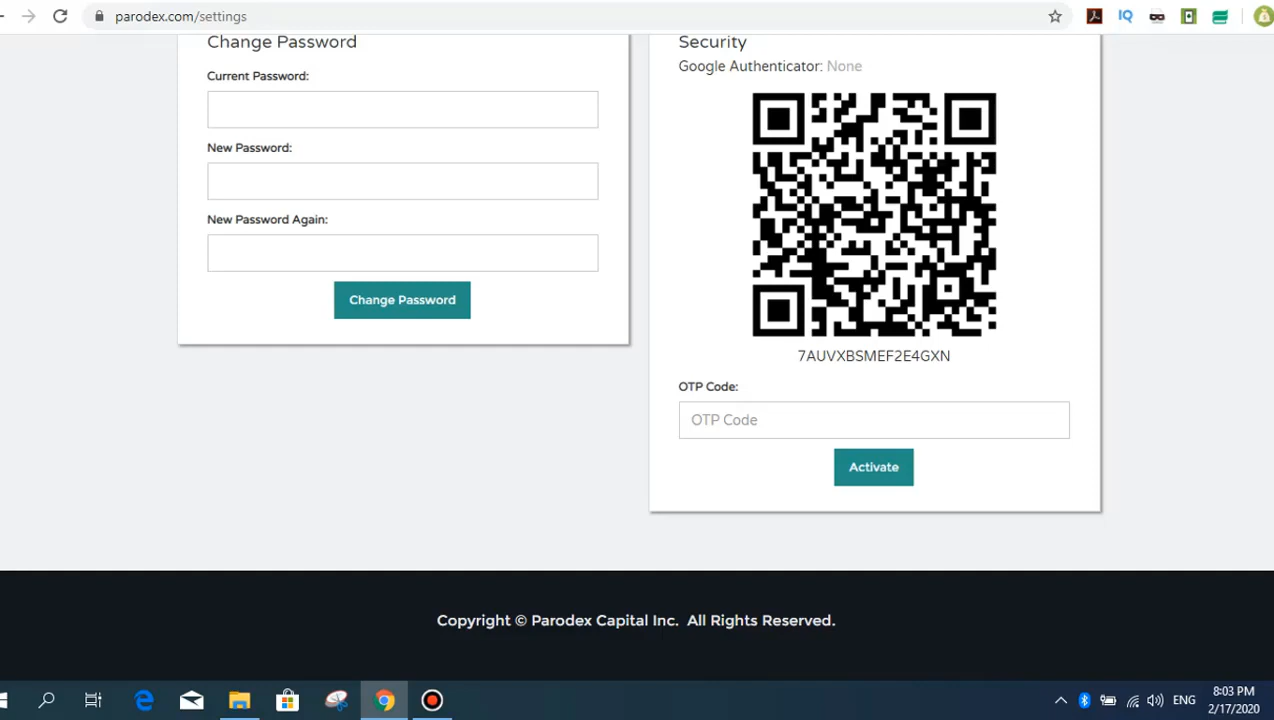 parodex.com/settings
Change Password
Current Password:
New Password:
New Password Again:
Change Password
Security
Google Authenticator: None
7AUVXBSMEF2E4GXN
OTP Code:
OTP Code
Activate
Copyright © Parodex Capital Inc. All Rights Reserved.
IQ
ENG
8:03 PM
2/17/2020